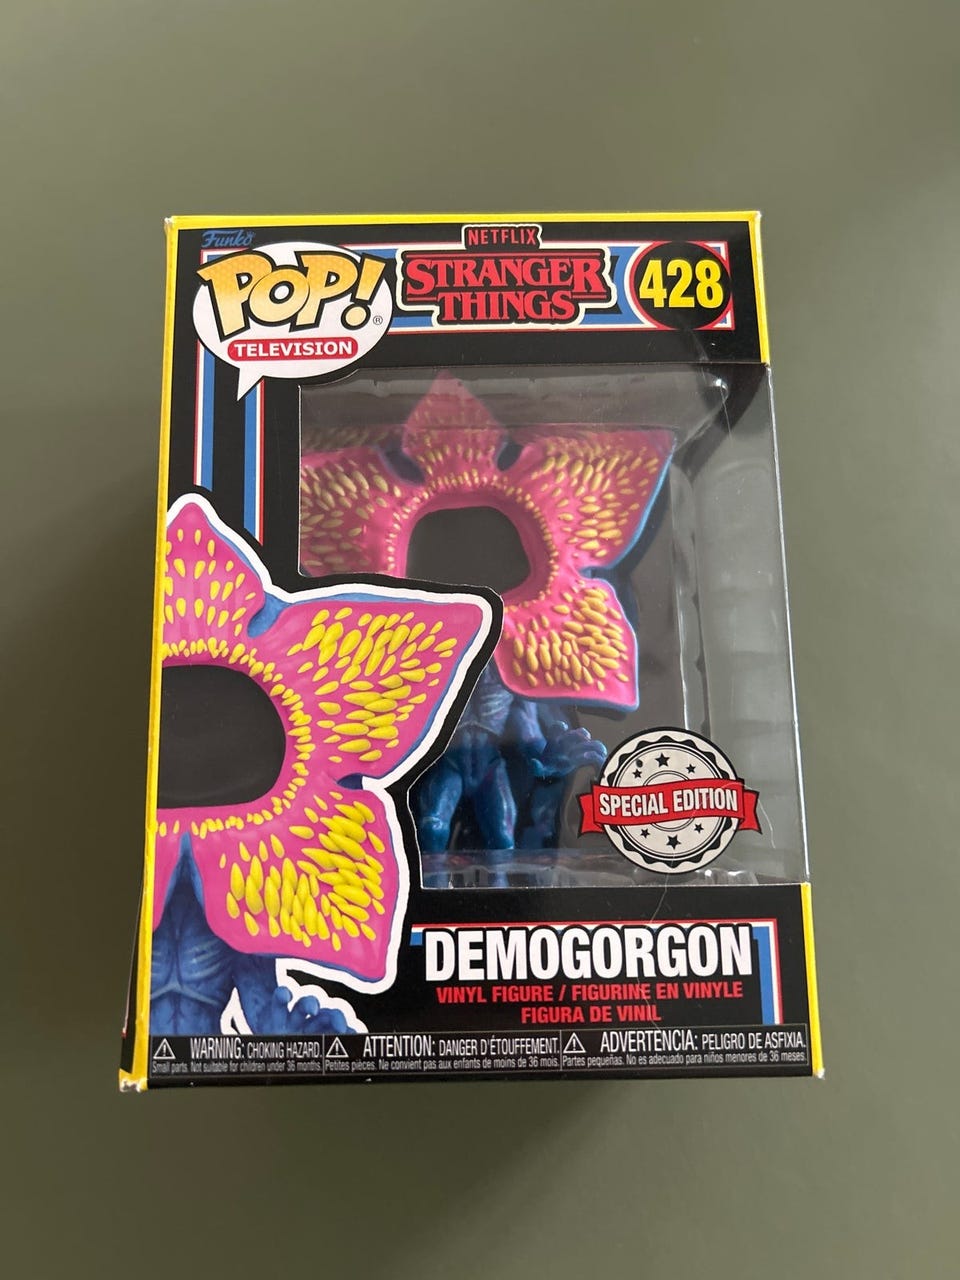 Funko
POP!®
TELEVISION
NETFLIX
STRANGER
THINGS
428
SPECIAL EDITION
DEMOGORGON
VINYL FIGURE / FIGURINE EN VINYLE
FIGURA DE VINIL
WARNING: CHOKING HAZARD.
Small parts. Not suitable for children under 36 months.
ATTENTION: DANGER D'ÉTOUFFEMENT.
Petites pièces. Ne convient pas aux enfants de moins de 36 mois.
ADVERTENCIA: PELIGRO DE ASFIXIA.
Partes pequeñas. No es adecuado para niños menores de 36 meses.